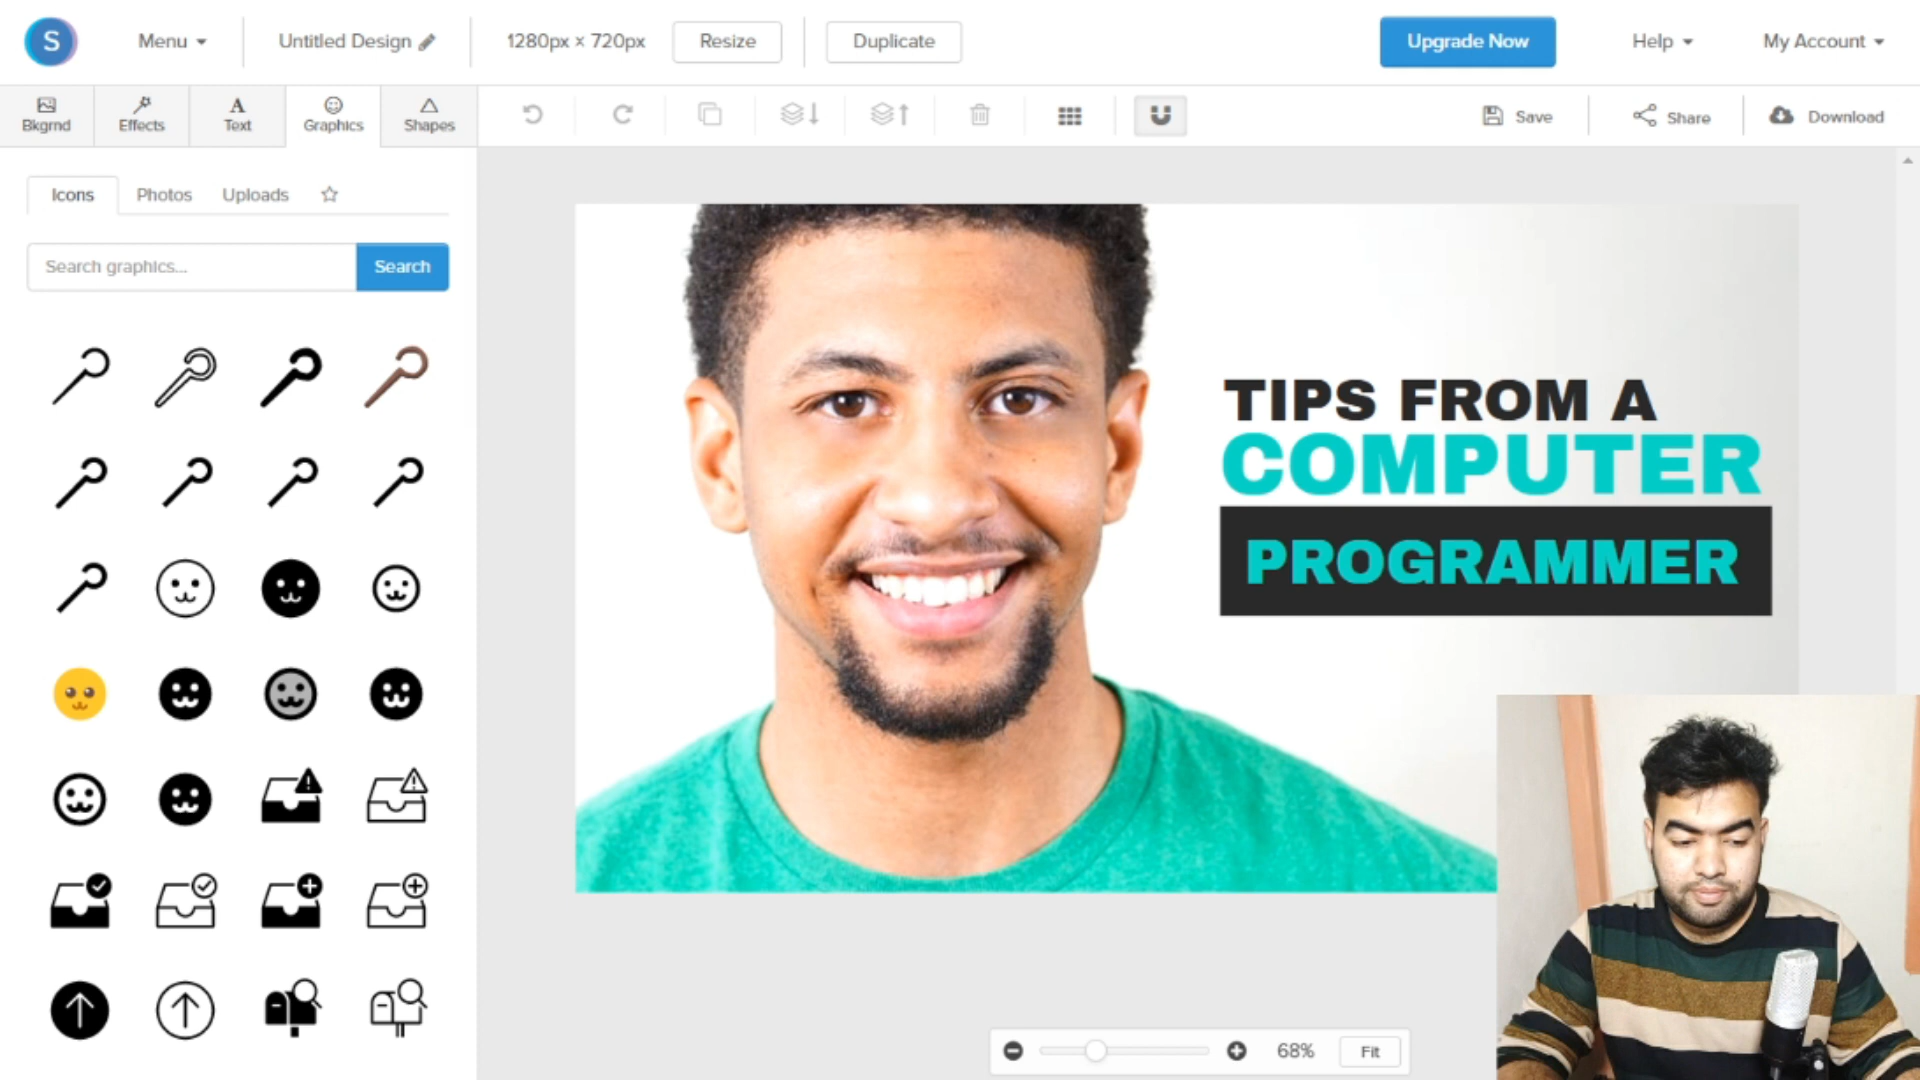 S
Menu
Untitled Design
1280px × 720px
Resize
Duplicate
Upgrade Now
Help
My Account
Bkgrnd
Effects
A
Text
Graphics
Shapes
Save
Share
Download
Icons
Photos
Uploads
Search graphics...
Search
TIPS FROM A
COMPUTER
PROGRAMMER
68%
Fit